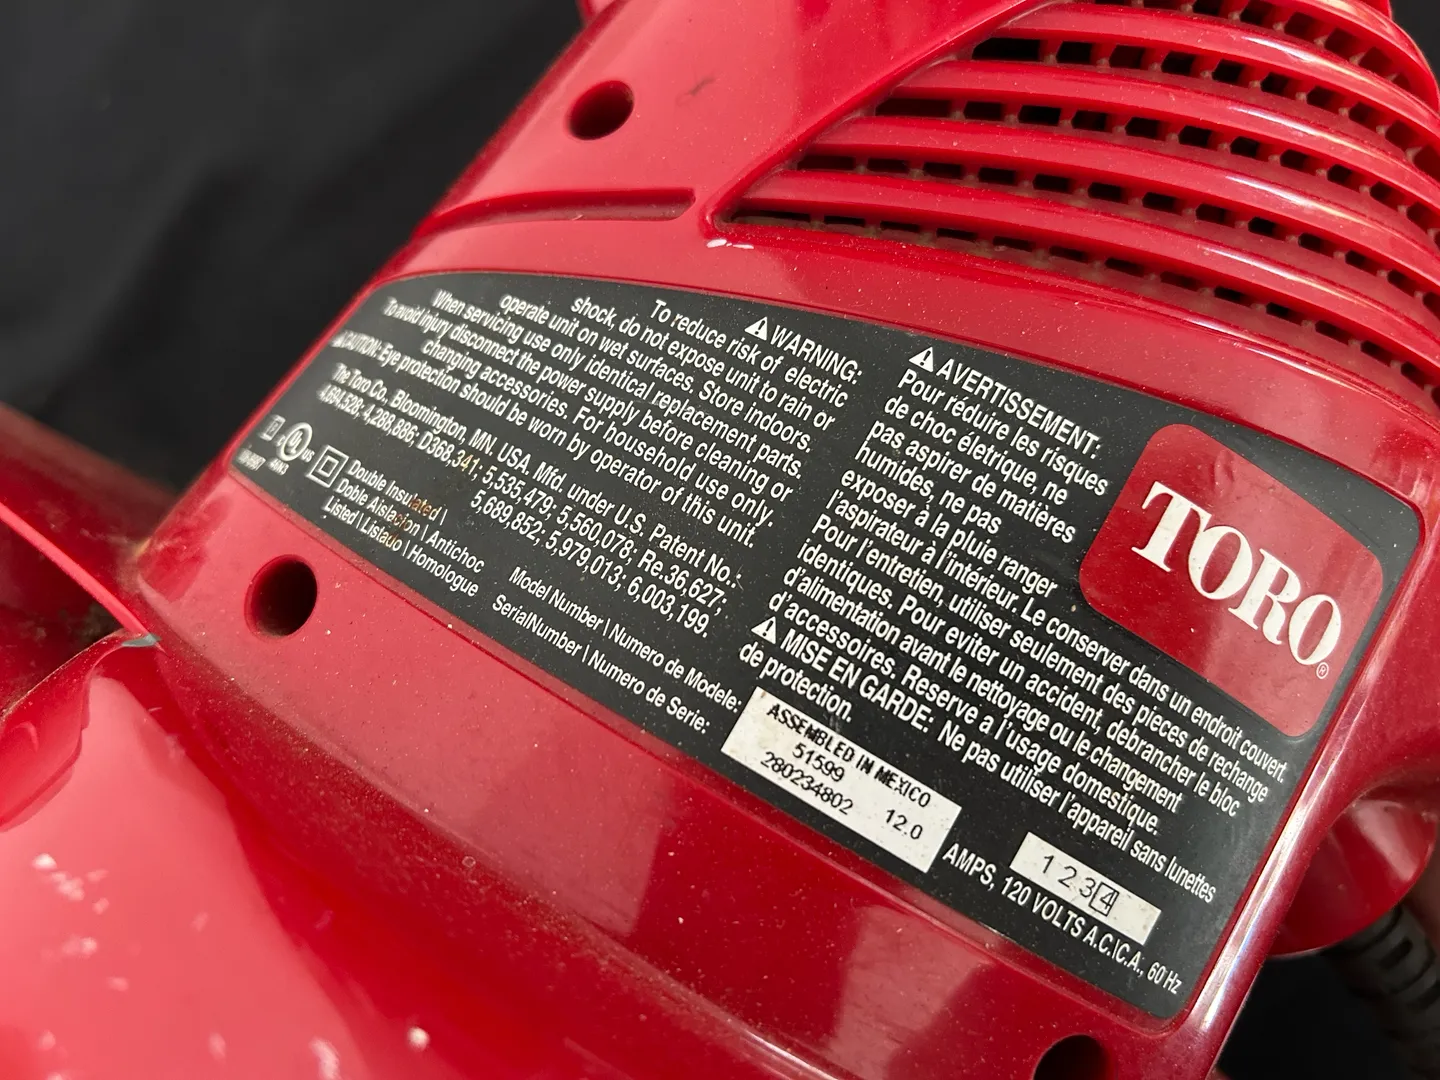 ⚠WARNING:
To reduce risk of electric
shock, do not expose unit to rain or
operate unit on wet surfaces. Store indoors.
When servicing use only identical replacement parts.
To avoid injury disconnect the power supply before cleaning or
changing accessories. For household use only.
CAUTION: Eye protection should be worn by operator of this unit.
The Toro Co., Bloomington, MN. USA. Mfd. under U.S. Patent No.:
4,288,886; D368,341; 5,535,479; 5,560,078; Re.36,627;
5,689,852; 5,979,013; 6,003,199.
c UL US
Double Insulated |
Doble Aislacion | Antichoc
Listed | Listado | Homologue
Model Number | Numero de Modele:
SerialNumber | Numero de Serie:
⚠AVERTISSEMENT:
Pour réduire les risques
de choc électrique, ne
pas aspirer de matières
humides, ne pas
exposer à la pluie ranger
l'aspirateur à l'intérieur. Le conserver dans un endroit couvert.
Pour l'entretien, utiliser seulement des pieces de rechange
identiques. Pour eviter un accident, debrancher le bloc
d'alimentation avant le nettoyage ou le changement
d'accessoires. Reserve a l'usage domestique.
⚠ MISE EN GARDE: Ne pas utiliser l'appareil sans lunettes
de protection.
TORO®
ASSEMBLED IN MEXICO
51599
280234802 12.0
AMPS, 120 VOLTS A.C.|C.A., 60 Hz
1 2 3 4